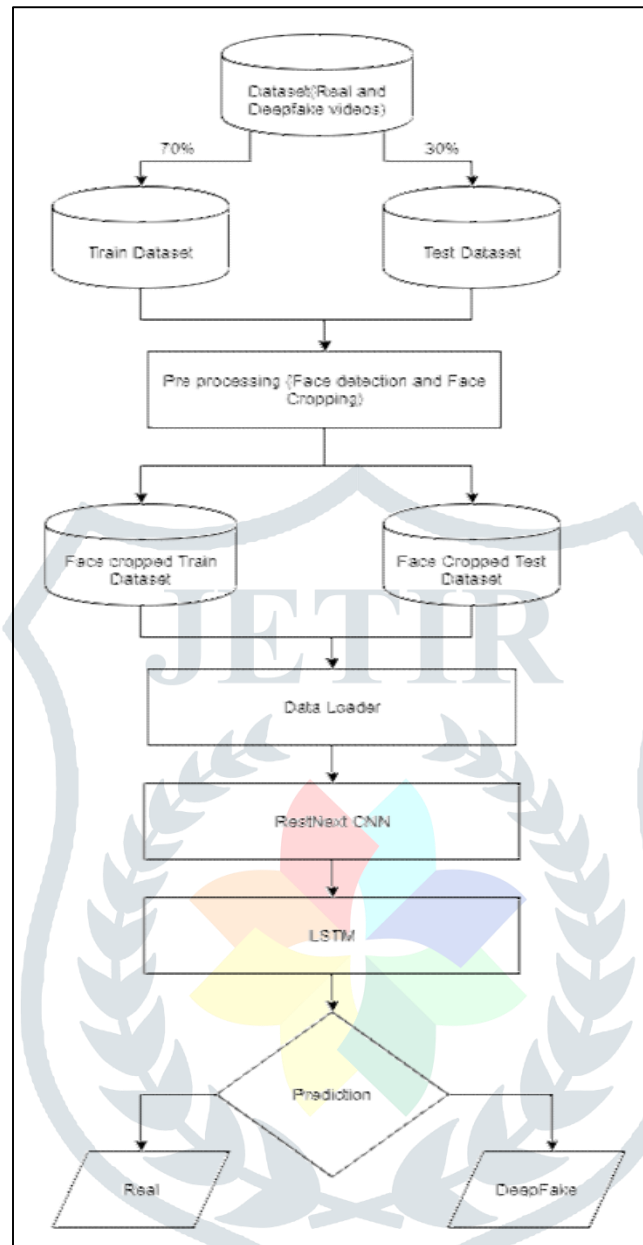 Dataset(Real and
Deepfake videos)
70%
30%
Train Dataset
Test Dataset
Pre processing (Face detection and Face
Cropping)
Face cropped Train
Dataset
Face Cropped Test
Dataset
JETIR
Data Loader
RestNext CNN
LSTM
Prediction
Real
DeepFake